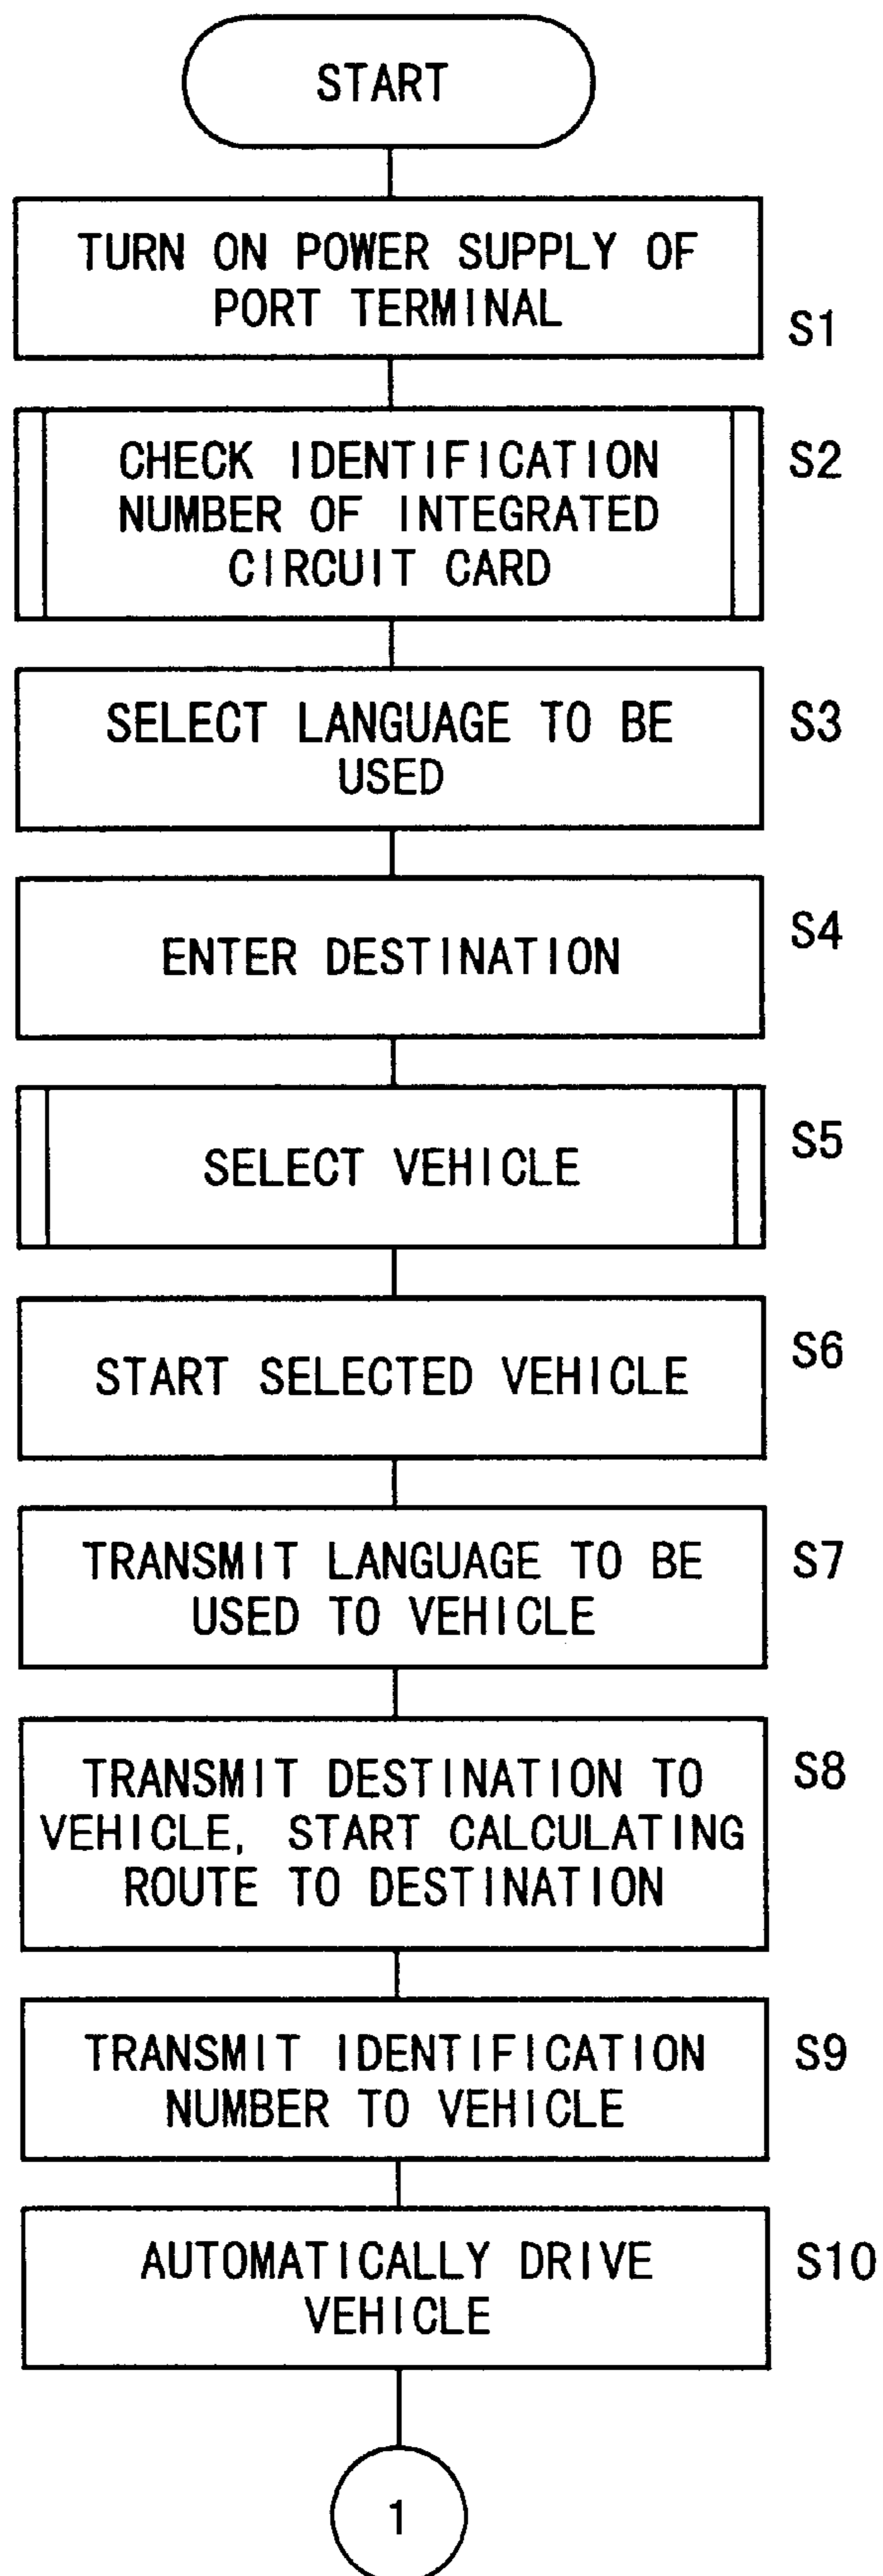 START
TURN ON POWER SUPPLY OF
PORT TERMINAL
S1
CHECK IDENTIFICATION
NUMBER OF INTEGRATED
CIRCUIT CARD
S2
SELECT LANGUAGE TO BE
USED
S3
ENTER DESTINATION
S4
SELECT VEHICLE
S5
START SELECTED VEHICLE
S6
TRANSMIT LANGUAGE TO BE
USED TO VEHICLE
S7
TRANSMIT DESTINATION TO
VEHICLE, START CALCULATING
ROUTE TO DESTINATION
S8
TRANSMIT IDENTIFICATION
NUMBER TO VEHICLE
S9
AUTOMATICALLY DRIVE
VEHICLE
S10
1